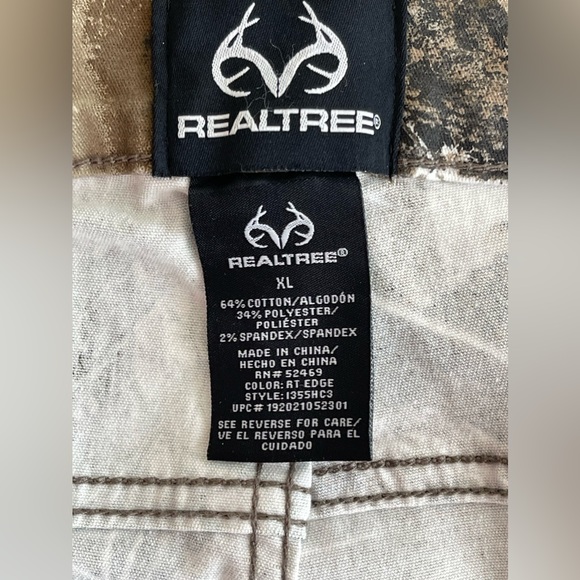 REALTREE®
REALTREE®
XL
64% COTTON/ALGODÓN
34% POLYESTER/
POLIÉSTER
2% SPANDEX/SPANDEX
MADE IN CHINA/
HECHO EN CHINA
RN# 52469
COLOR: RT EDGE
STYLE: 1355HC3
UPC# 192021052301
SEE REVERSE FOR CARE/
VE EL REVERSO PARA EL
CUIDADO